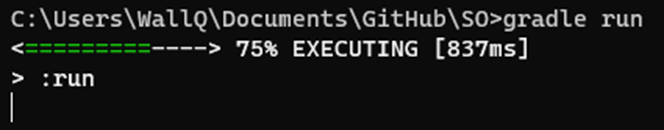 C:\Users\WallQ\Documents\GitHub\SO>gradle run
<=========----> 75% EXECUTING [837ms]
> :run